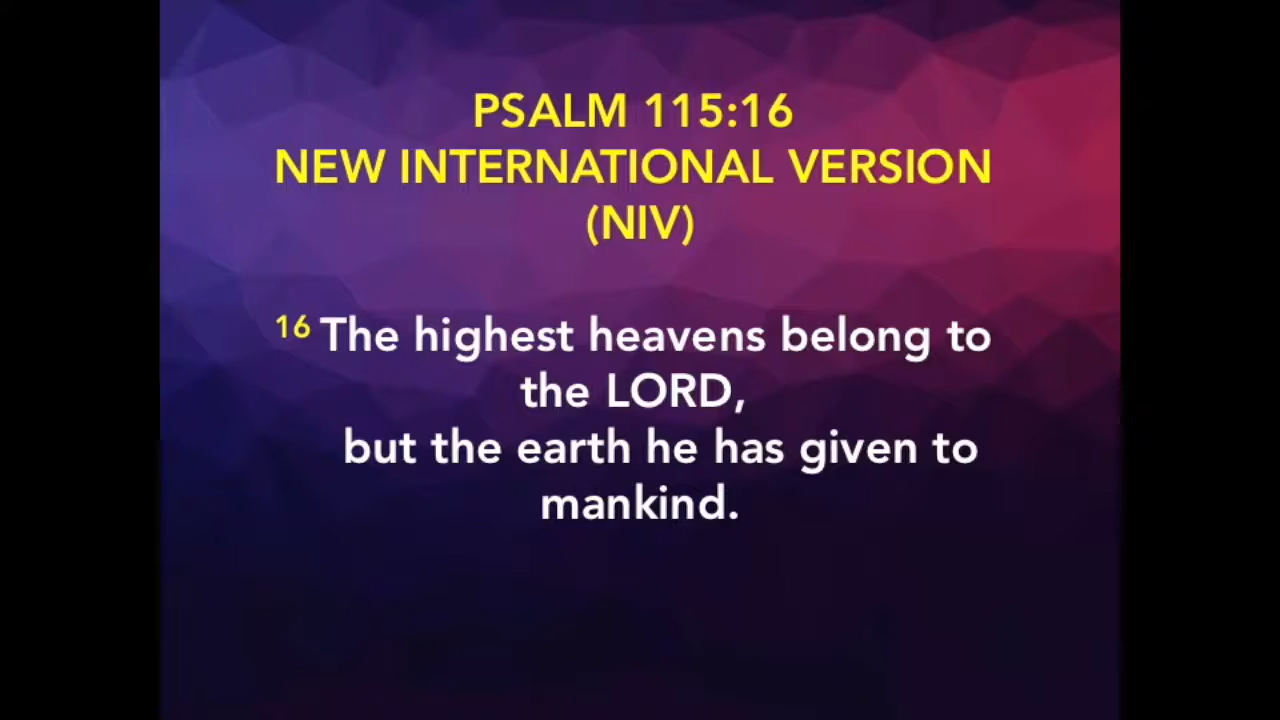 PSALM 115:16
NEW INTERNATIONAL VERSION
(NIV)
16 The highest heavens belong to
the LORD,
but the earth he has given to
mankind.